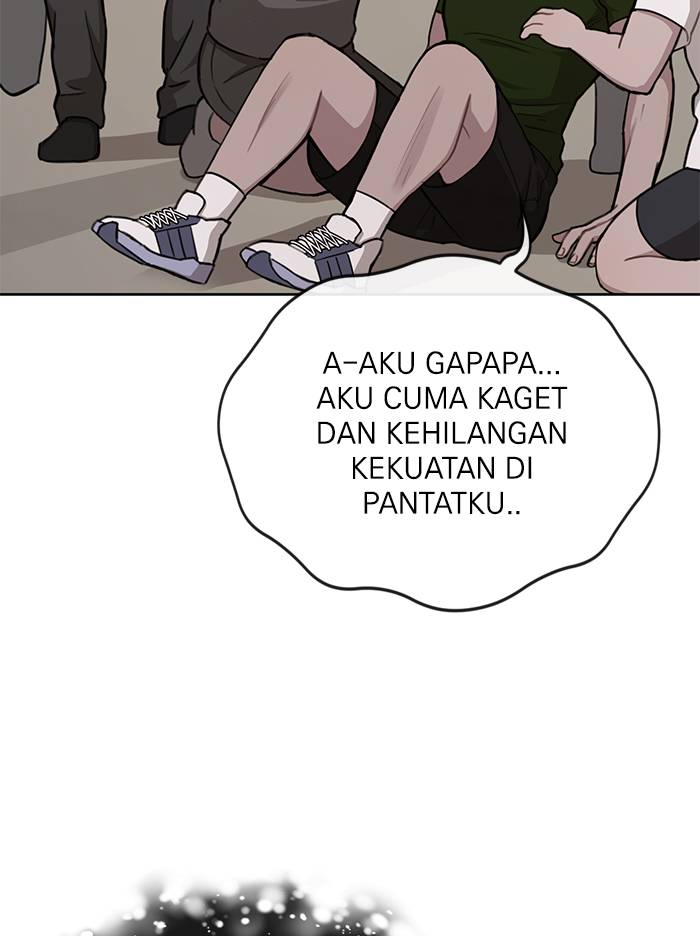 A-AKU GAPAPA...
AKU CUMA KAGET
DAN KEHILANGAN
KEKUATAN DI
PANTATKU..